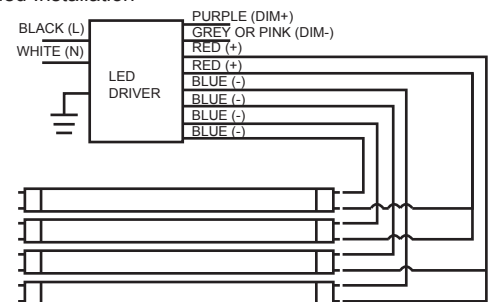 BLACK (L)
WHITE (N)
LED
DRIVER
PURPLE (DIM+)
GREY OR PINK (DIM-)
RED (+)
RED (+)
BLUE (-)
BLUE (-)
BLUE (-)
BLUE (-)